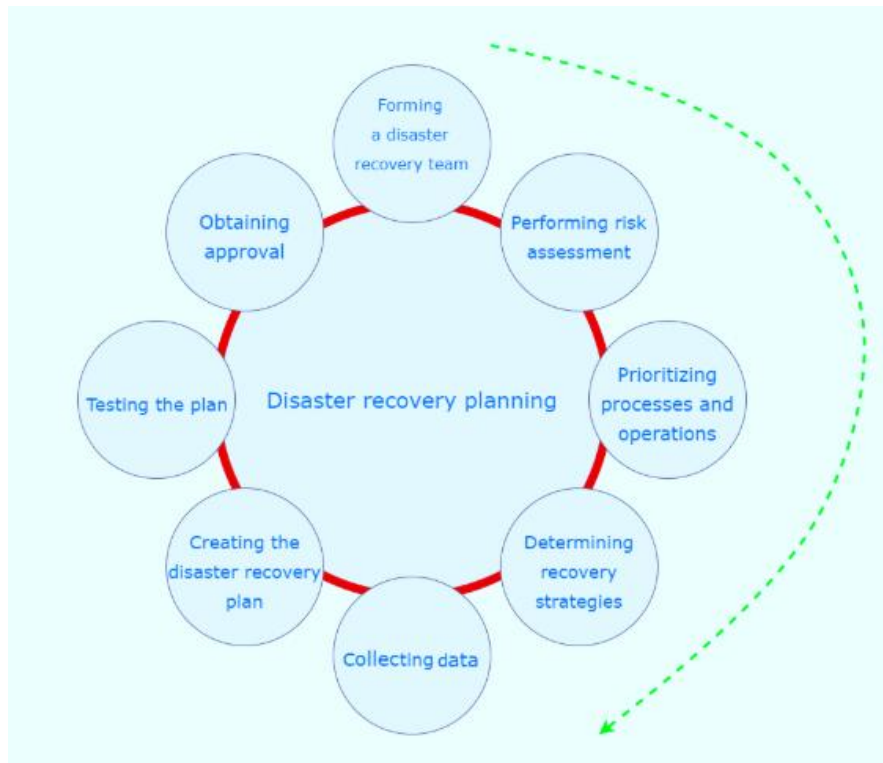 Forming
a disaster
recovery team
Performing risk
assessment
Prioritizing
processes and
operations
Determining
recovery
strategies
Collecting data
Creating the
disaster recovery
plan
Testing the plan
Obtaining
approval
Disaster recovery planning